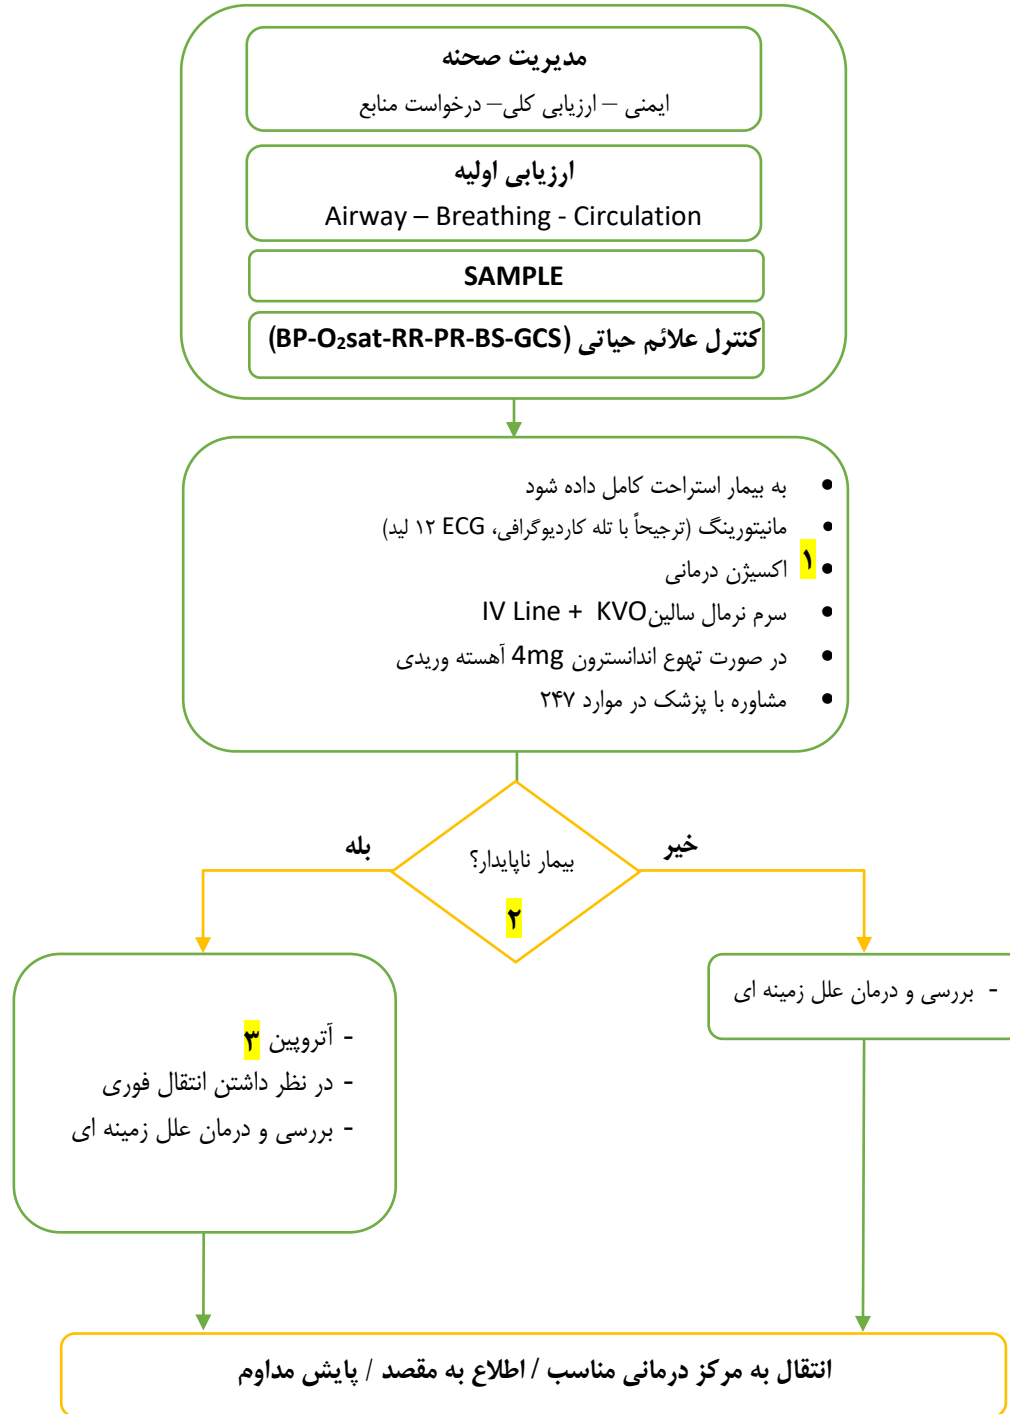 مدیریت صحنه
ایمنی – ارزیابی کلی– درخواست منابع
ارزیابی اولیه
Airway – Breathing - Circulation
SAMPLE
کنترل علائم حیاتی (BP-O₂sat-RR-PR-BS-GCS)
● به بیمار استراحت کامل داده شود
● مانیتورینگ (ترجیحاً با تله کاردیوگرافی، ECG ۱۲ لید)
● ۱ اکسیژن درمانی
● سرم نرمال سالین IV Line + KVO
● در صورت تهوع اندانسترون 4mg آهسته وریدی
● مشاوره با پزشک در موارد ۲۴۷
بیمار ناپایدار؟
۲
خیر
بله
- بررسی و درمان علل زمینه ای
- آتروپین ۳
- در نظر داشتن انتقال فوری
- بررسی و درمان علل زمینه ای
انتقال به مرکز درمانی مناسب / اطلاع به مقصد / پایش مداوم